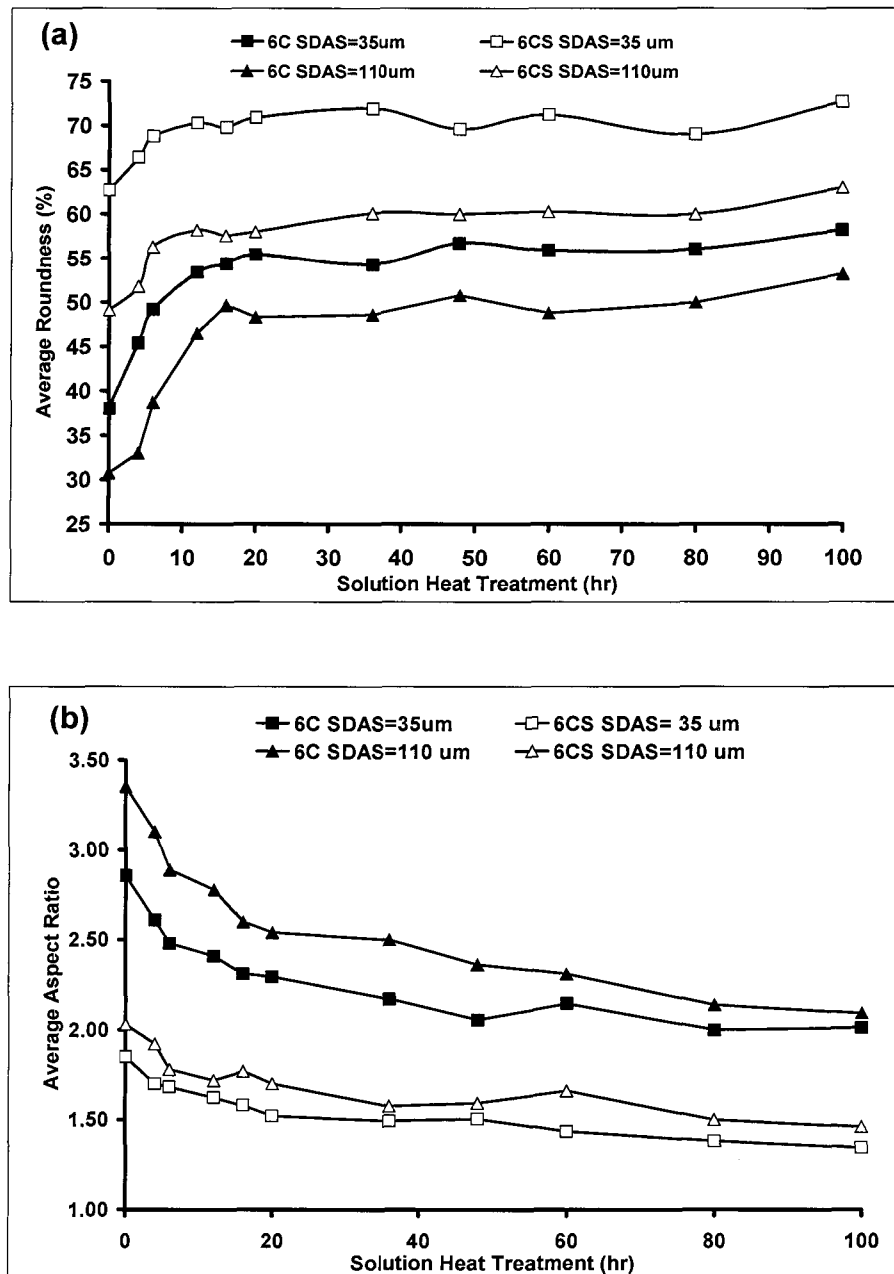 (a)
6C SDAS=35um
6CS SDAS=35 um
6C SDAS=110um
6CS SDAS=110um
Average Roundness (%)
75
70
65
60
55
50
45
40
35
30
25
0 10 20 30 40 50 60 70 80 90 100
Solution Heat Treatment (hr)
(b)
6C SDAS=35um
6CS SDAS= 35 um
6C SDAS=110 um
6CS SDAS=110 um
Average Aspect Ratio
3.50
3.00
2.50
2.00
1.50
1.00
0 20 40 60 80 100
Solution Heat Treatment (hr)